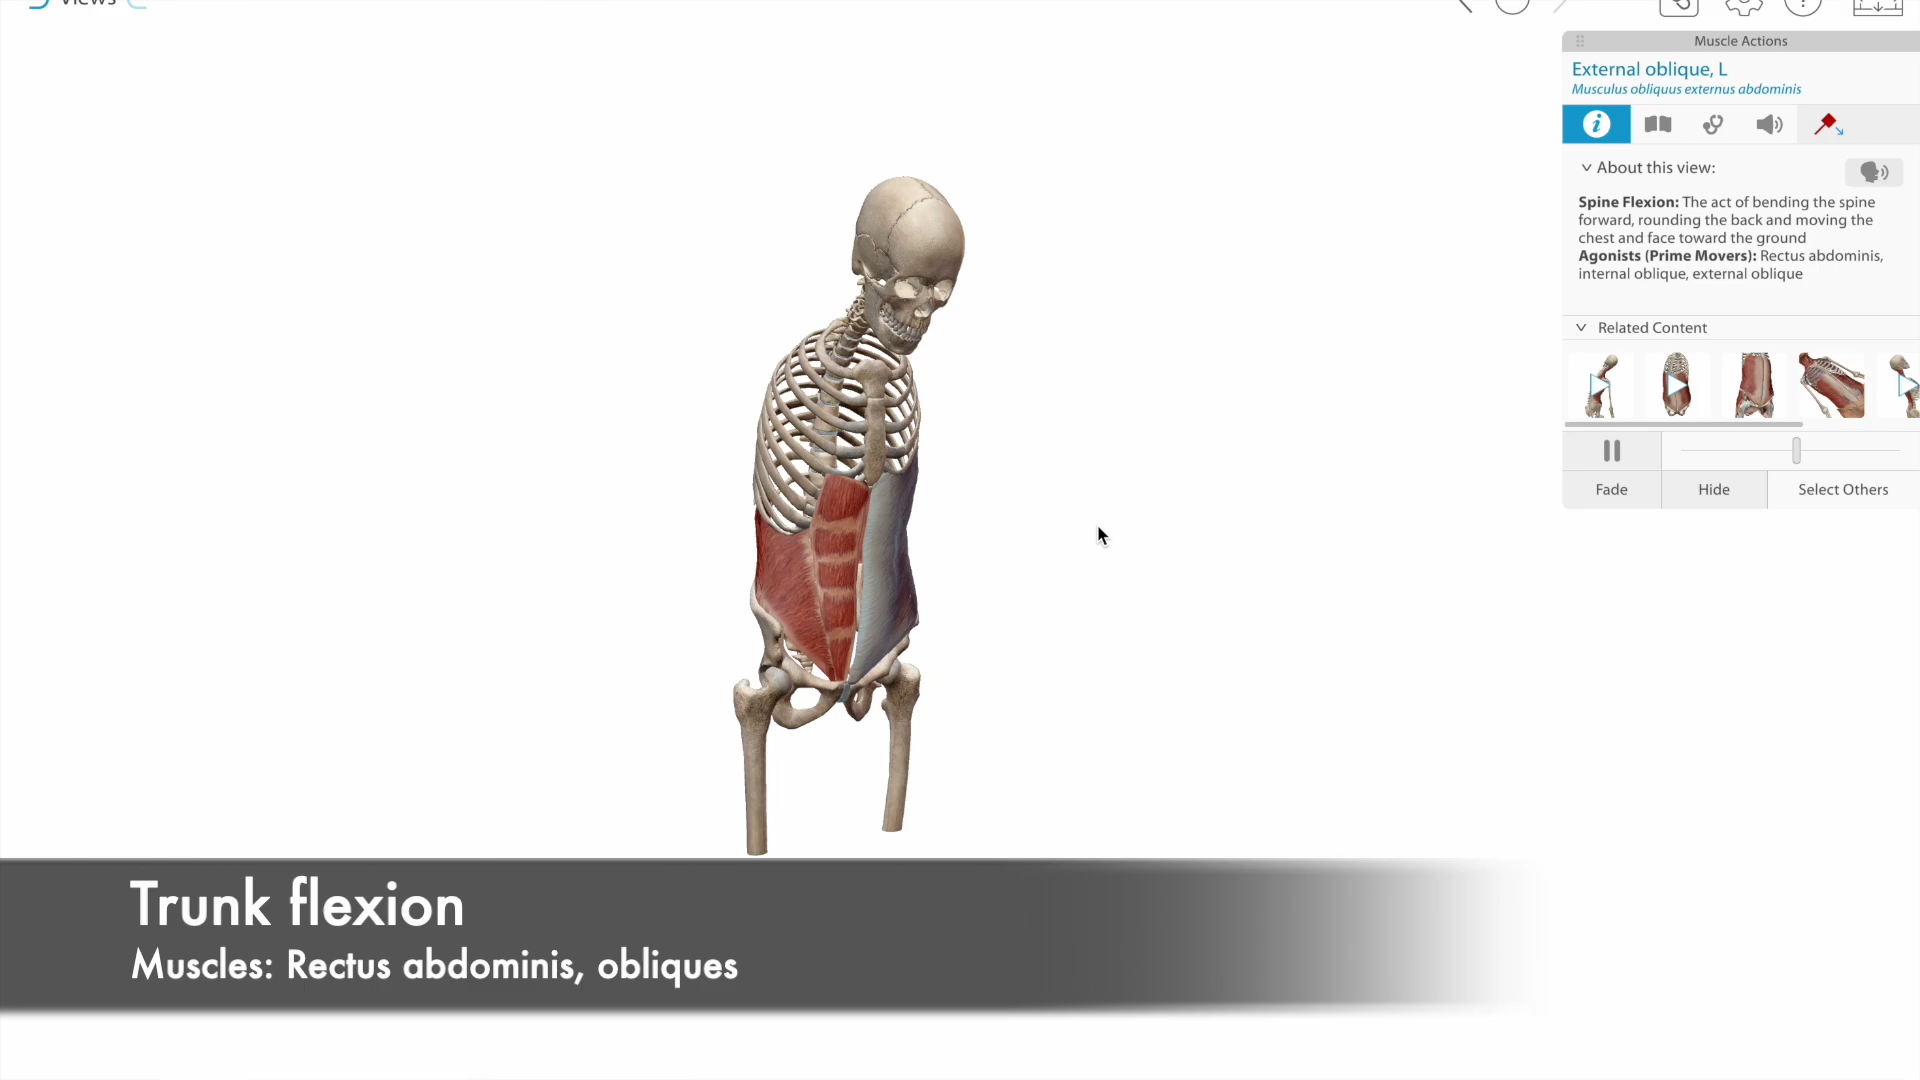 Views
Muscle Actions
External oblique, L
Musculus obliquus externus abdominis
About this view:
Spine Flexion: The act of bending the spine
forward, rounding the back and moving the
chest and face toward the ground
Agonists (Prime Movers): Rectus abdominis,
internal oblique, external oblique
Related Content
Fade
Hide
Select Others
Trunk flexion
Muscles: Rectus abdominis, obliques